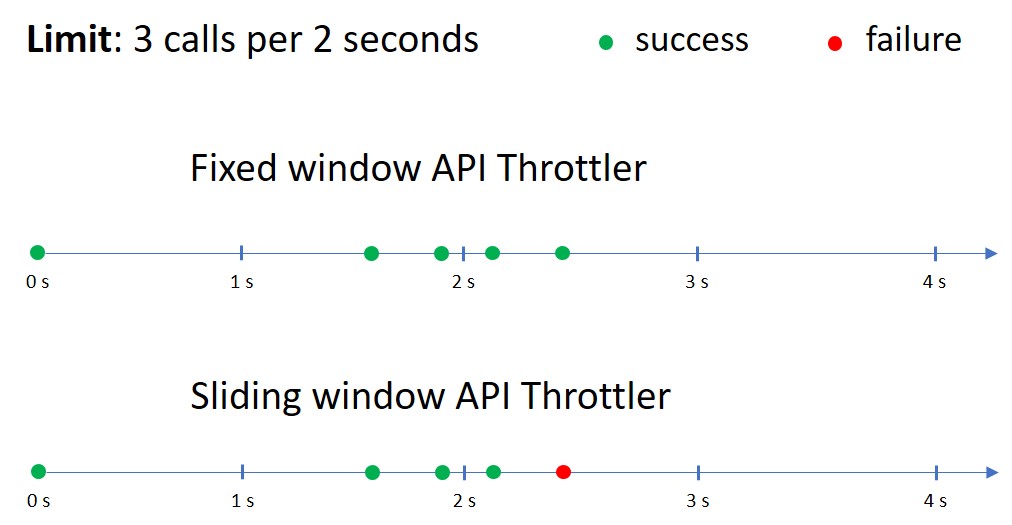 Limit: 3 calls per 2 seconds success failure
Fixed window API Throttler
0 s 1 s 2 s 3 s 4 s
Sliding window API Throttler
0 s 1 s 2 s 3 s 4 s